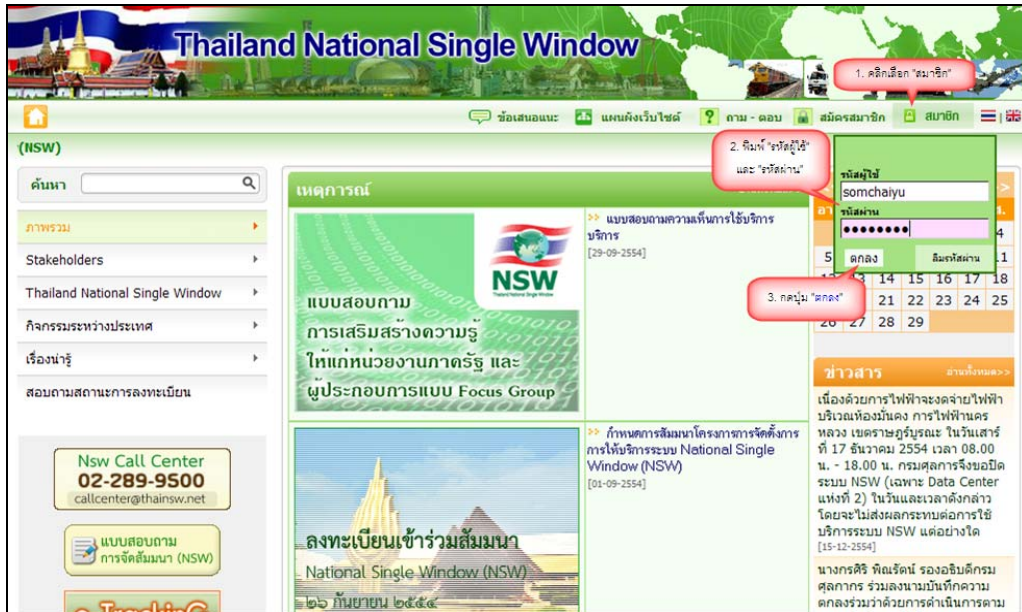 Thailand National Single Window
1. คลิกเลือก "สมาชิก"
ข้อเสนอแนะ
แผนผังเว็บไซต์
ถาม - ตอบ
สมัครสมาชิก
สมาชิก
(NSW)
2. พิมพ์ "รหัสผู้ใช้"
และ "รหัสผ่าน"
รหัสผู้ใช้
somchaiyu
รหัสผ่าน
ตกลง
ลืมรหัสผ่าน
3. กดปุ่ม "ตกลง"
ค้นหา
ภาพรวม
Stakeholders
Thailand National Single Window
กิจกรรมระหว่างประเทศ
เรื่องน่ารู้
สอบถามสถานะการลงทะเบียน
Nsw Call Center
02-289-9500
callcenter@thainsw.net
แบบสอบถาม
การจัดสัมมนา (NSW)
e-TrackinG
เหตุการณ์
NSW
แบบสอบถาม
การเสริมสร้างความรู้
ให้แก่หน่วยงานภาครัฐ และ
ผู้ประกอบการแบบ Focus Group
>> แบบสอบถามความเห็นการใช้บริการ
บริการ
[29-09-2554]
ลงทะเบียนเข้าร่วมสัมมนา
National Single Window (NSW)
๒๖ กันยายน ๒๕๕๔
>> กำหนดการสัมมนาโครงการการจัดตั้งการ
การให้บริการระบบ National Single
Window (NSW)
[01-09-2554]
4
5 11
12 13 14 15 16 17 18
21 22 23 24 25
26 27 28 29
ข่าวสาร
อ่านทั้งหมด>>
เนื่องด้วยการไฟฟ้าจะงดจ่ายไฟฟ้า
บริเวณห้องมั่นคง การไฟฟ้านคร
หลวง เขตราษฎร์บูรณะ ในวันเสาร์
ที่ 17 ธันวาคม 2554 เวลา 08.00
น. - 18.00 น. กรมศุลการจึงขอปิด
ระบบ NSW (เฉพาะ Data Center
แห่งที่ 2) ในวันและเวลาดังกล่าว
โดยจะไม่ส่งผลกระทบต่อการใช้
บริการระบบ NSW แต่อย่างใด
[15-12-2554]
นางกรศิริ พิณรัตน์ รองอธิบดีกรม
ศุลกากร ร่วมลงนามบันทึกความ
ตกลงร่วมว่าด้วยการดำเนินการตาม